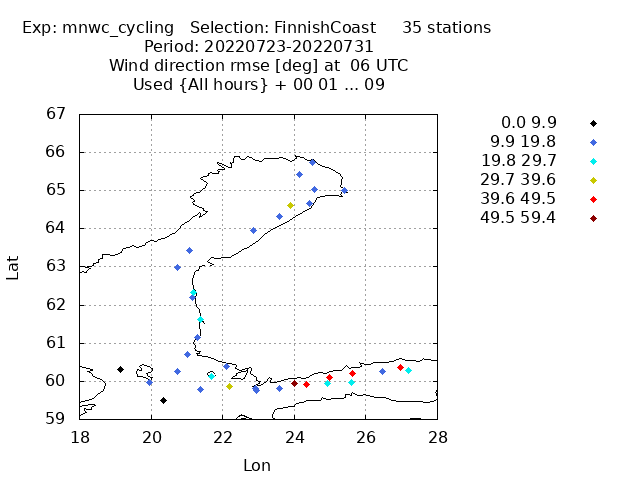 Exp: mnwc_cycling Selection: FinnishCoast 35 stations
Period: 20220723-20220731
Wind direction rmse [deg] at 06 UTC
Used {All hours} + 00 01 ... 09
0.0 9.9
9.9 19.8
19.8 29.7
29.7 39.6
39.6 49.5
49.5 59.4
67
66
65
64
63
62
61
60
59
Lat
18 20 22 24 26 28
Lon